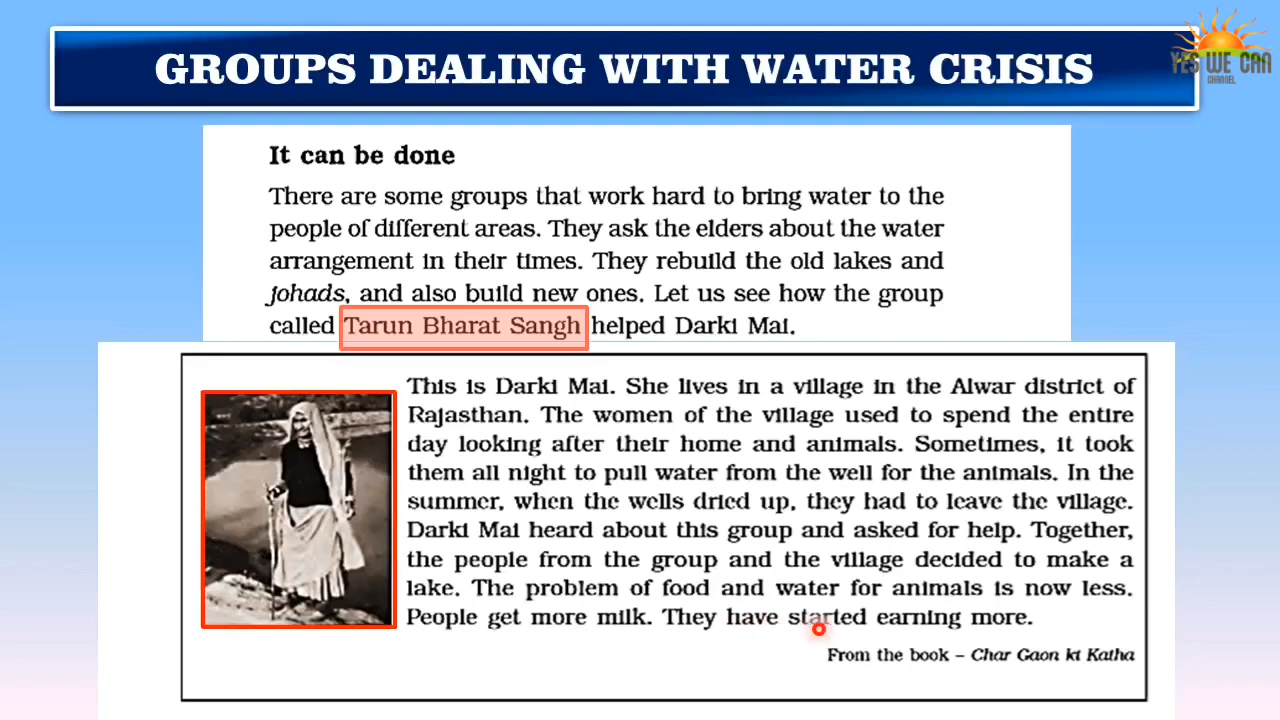 GROUPS DEALING WITH WATER CRISIS
YES WE CAN
CHANNEL
It can be done
There are some groups that work hard to bring water to the
people of different areas. They ask the elders about the water
arrangement in their times. They rebuild the old lakes and
johads, and also build new ones. Let us see how the group
called Tarun Bharat Sangh helped Darki Mai.
This is Darki Mai. She lives in a village in the Alwar district of
Rajasthan. The women of the village used to spend the entire
day looking after their home and animals. Sometimes, it took
them all night to pull water from the well for the animals. In the
summer, when the wells dried up, they had to leave the village.
Darki Mai heard about this group and asked for help. Together,
the people from the group and the village decided to make a
lake. The problem of food and water for animals is now less.
People get more milk. They have started earning more.
From the book – Char Gaon ki Katha